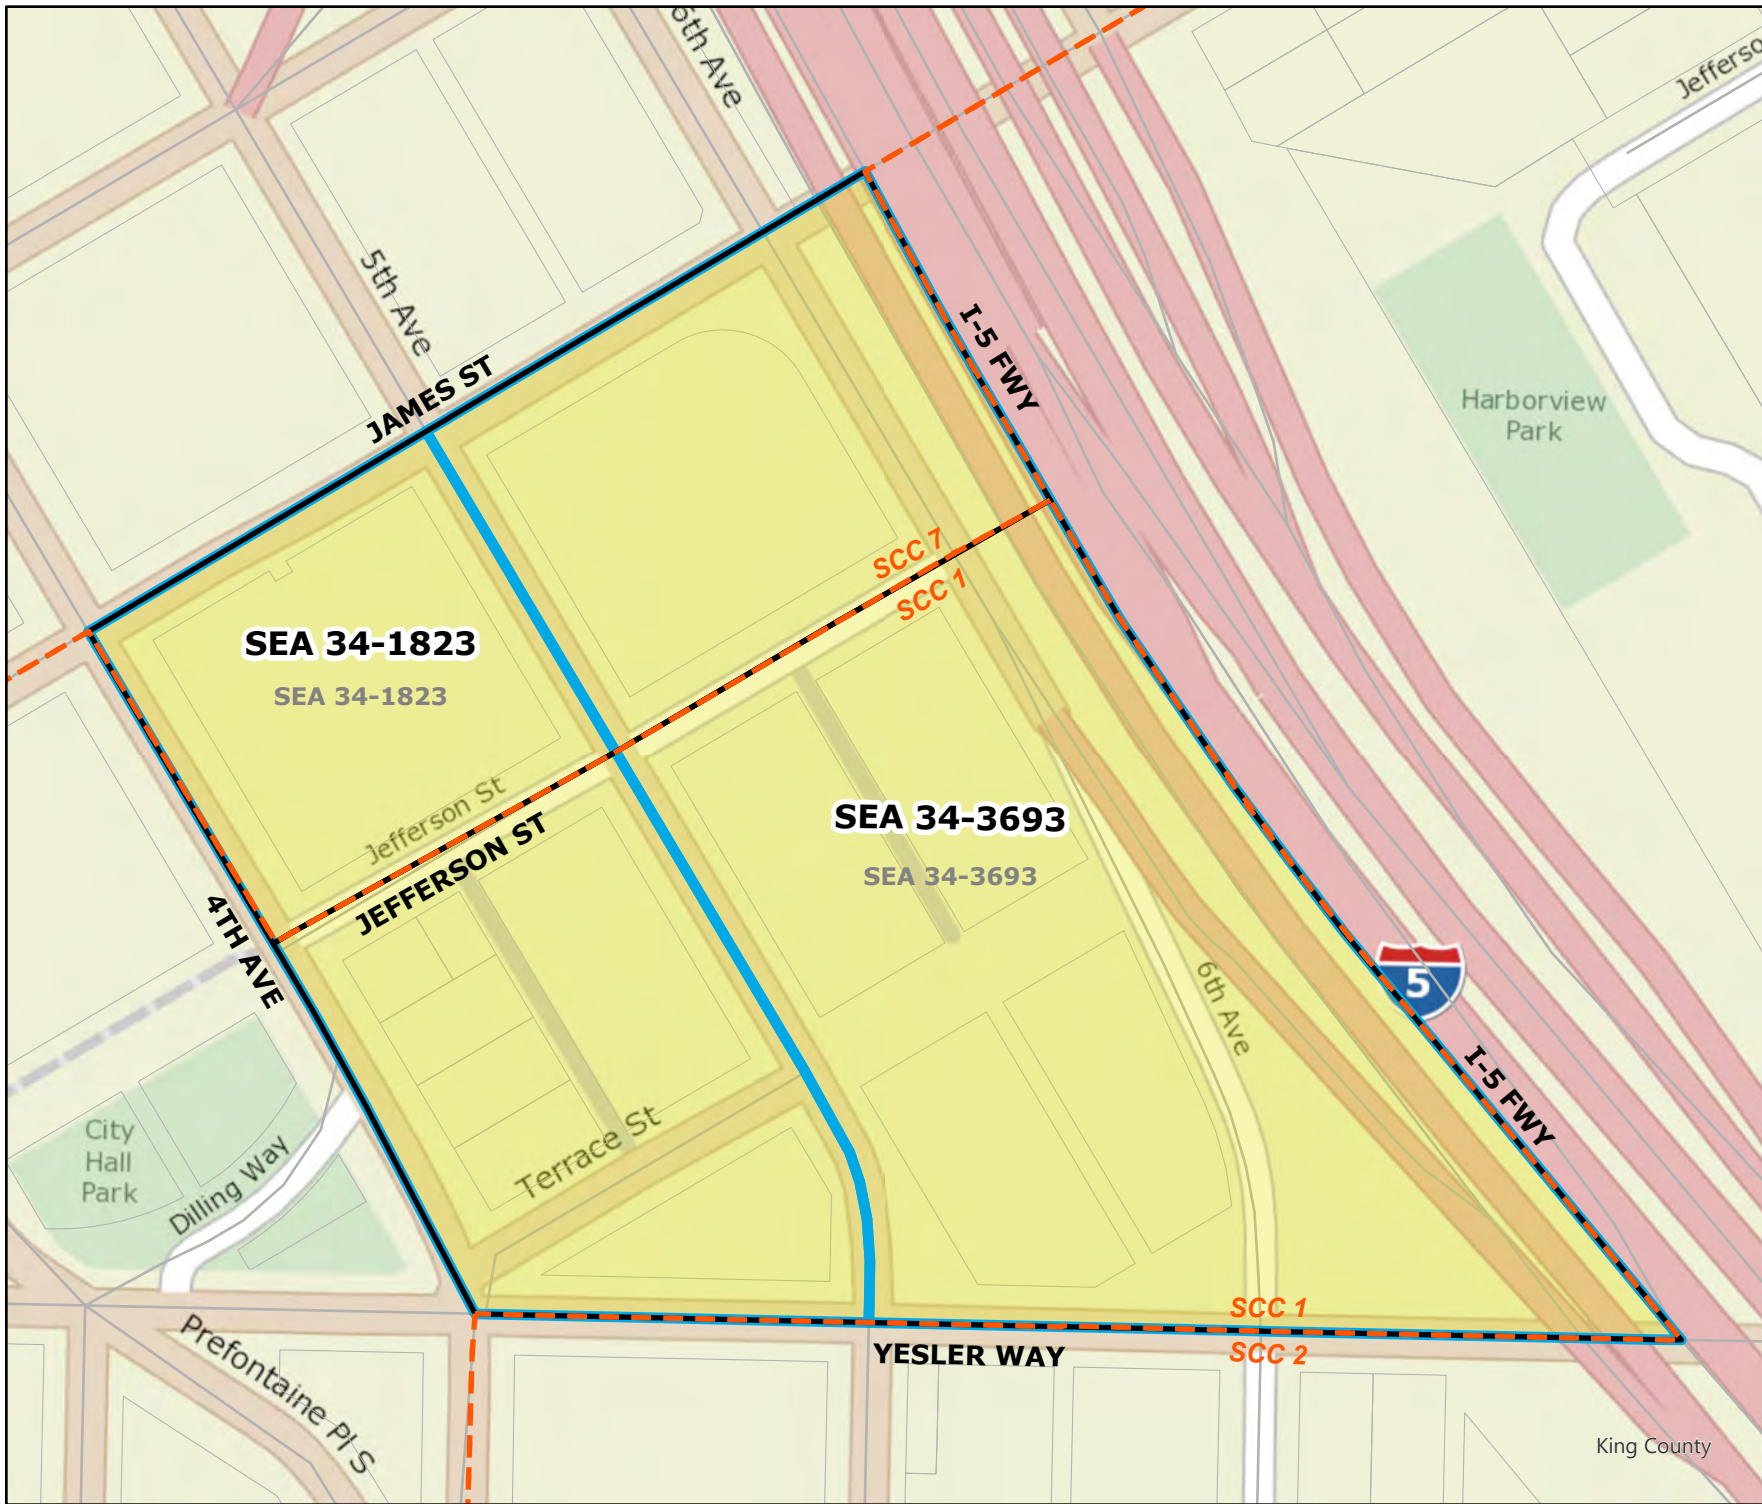 6th Ave
Jefferso
5th Ave
I-5 FWY
JAMES ST
Harborview
Park
SCC 7
SCC 1
SEA 34-1823
SEA 34-1823
Jefferson St
JEFFERSON ST
SEA 34-3693
SEA 34-3693
4TH AVE
5
6th Ave
I-5 FWY
City
Hall
Park
Dilling Way
Terrace St
SCC 1
YESLER WAY
SCC 2
Prefontaine Pl S
King County